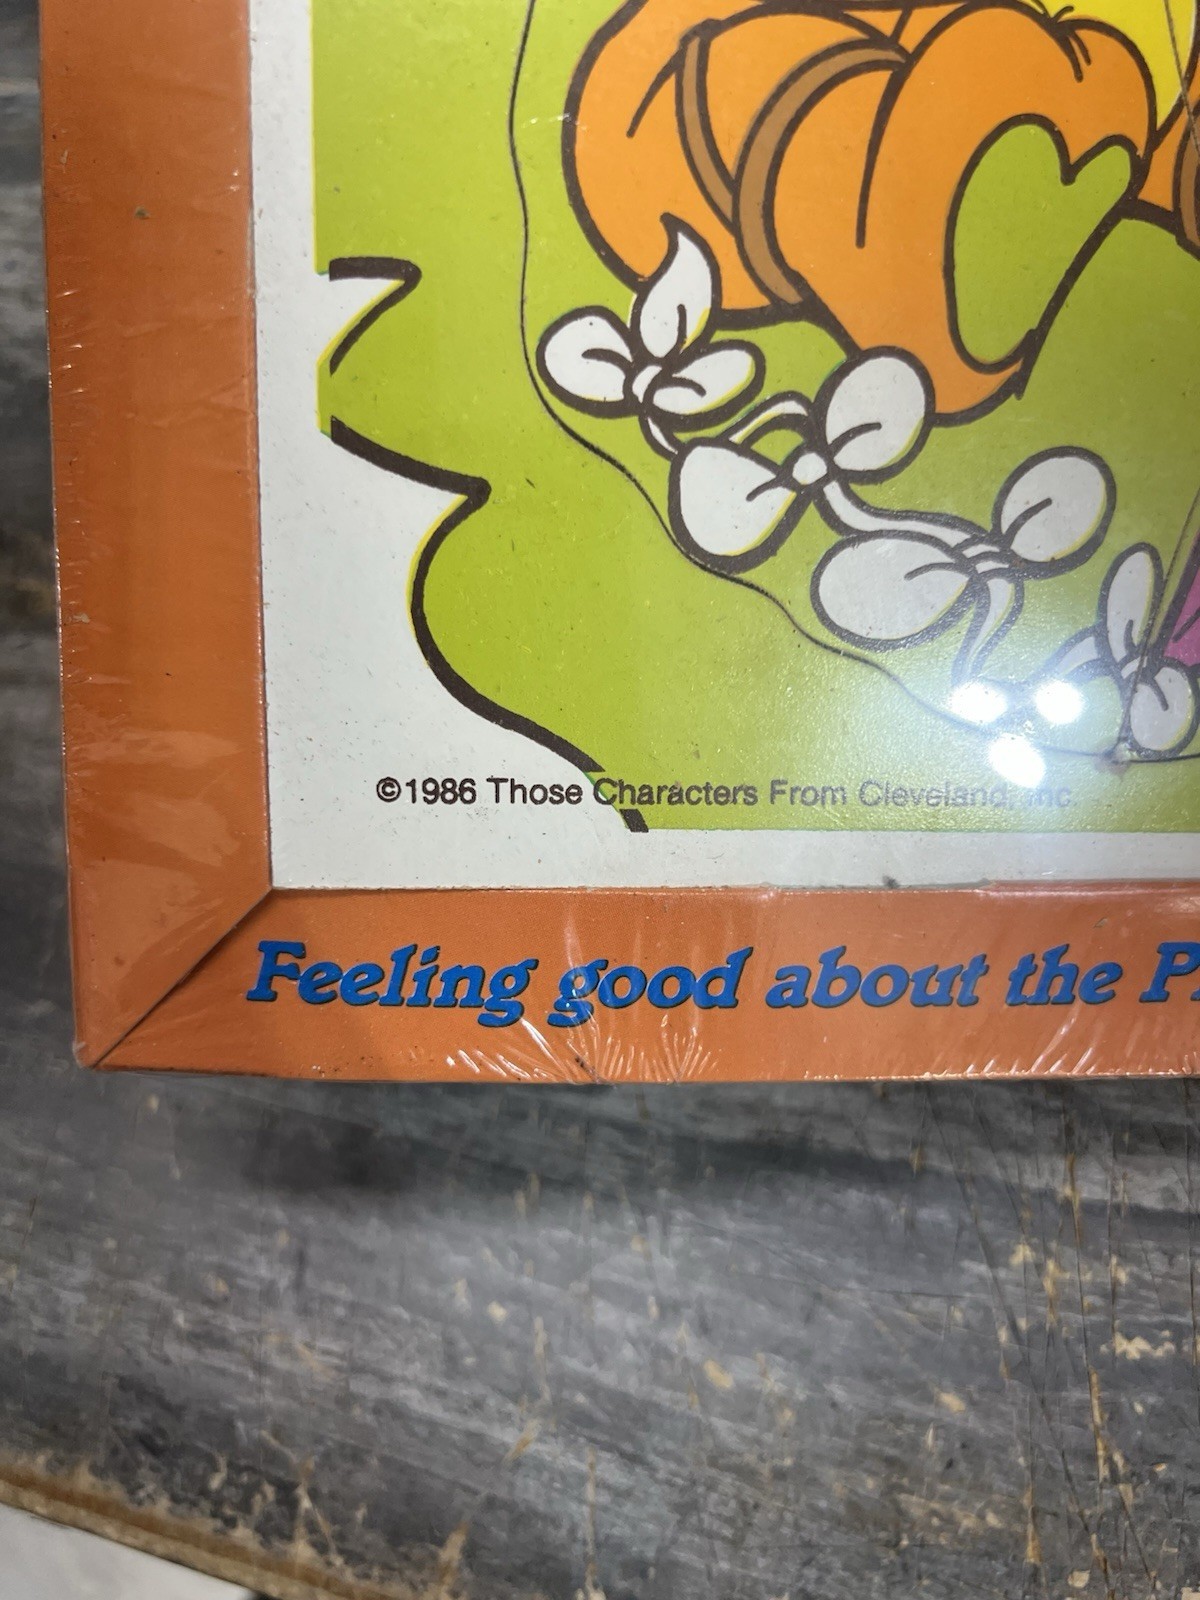 ©1986 Those Characters From Cleveland, Inc.
Feeling good about the